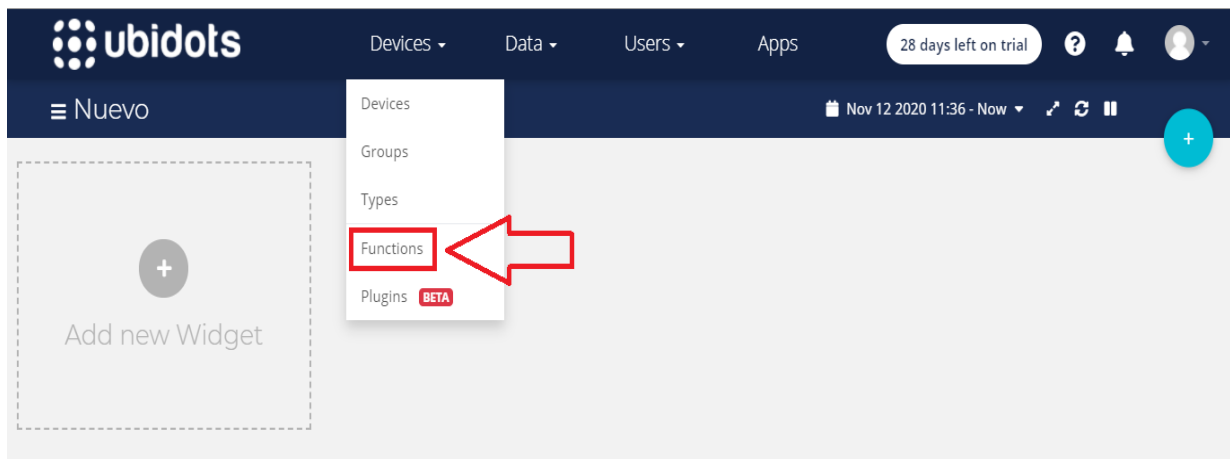 ubidots Devices Data Users Apps 28 days left on trial ?
Nuevo Nov 12 2020 11:36 - Now
Devices
Groups
Types
Functions
Plugins BETA
Add new Widget